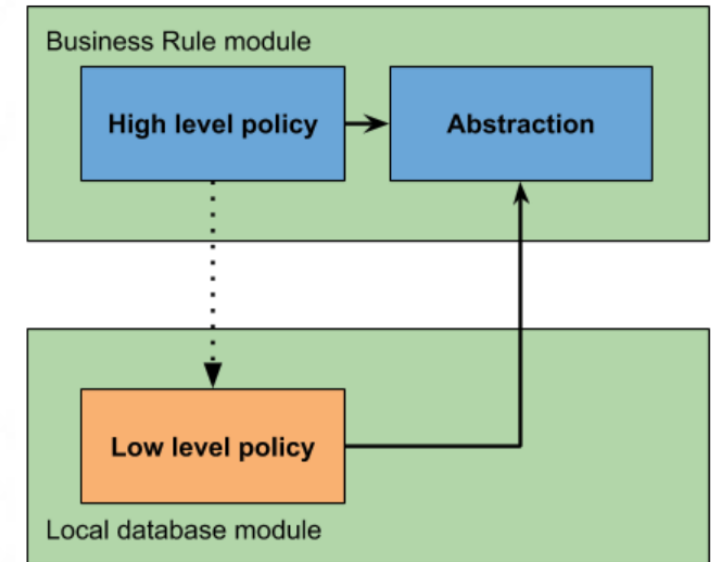 Business Rule module
High level policy
Abstraction
Low level policy
Local database module